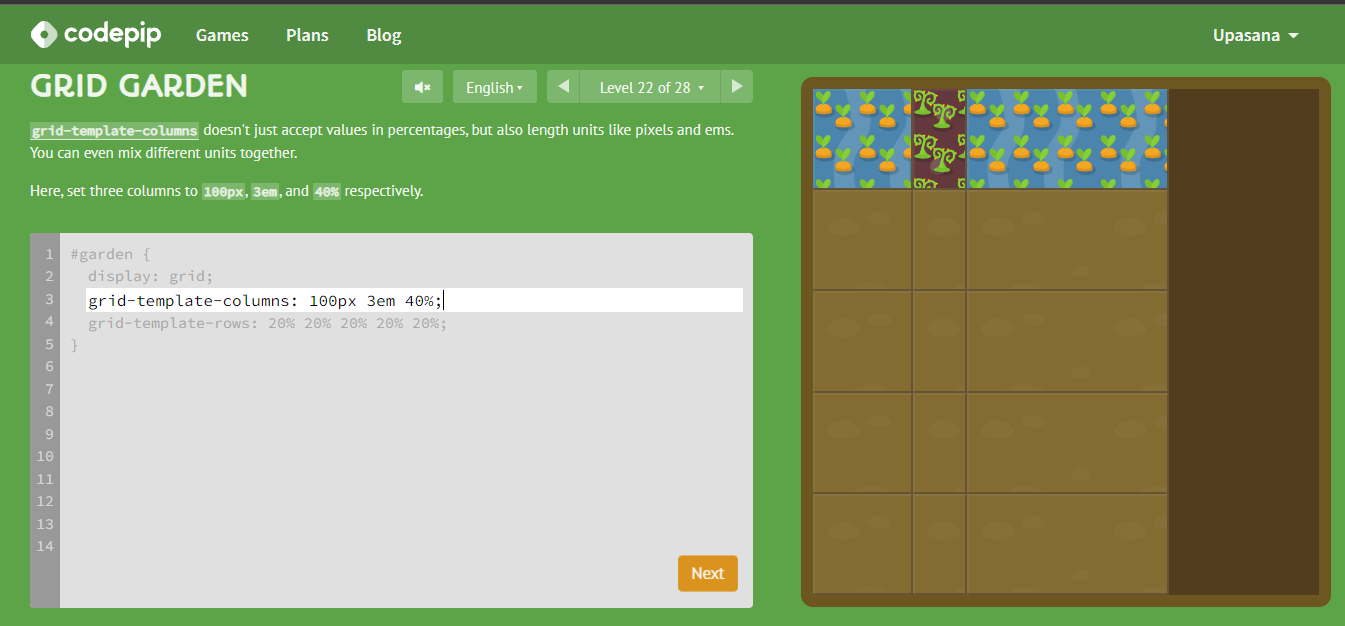 codepip Games Plans Blog Upasana
GRID GARDEN English Level 22 of 28
grid-template-columns doesn't just accept values in percentages, but also length units like pixels and ems.
You can even mix different units together.
Here, set three columns to 100px, 3em, and 40% respectively.
1 #garden {
2 display: grid;
3 grid-template-columns: 100px 3em 40%;
4 grid-template-rows: 20% 20% 20% 20% 20%;
5 }
6
7
8
9
10
11
12
13
14
Next